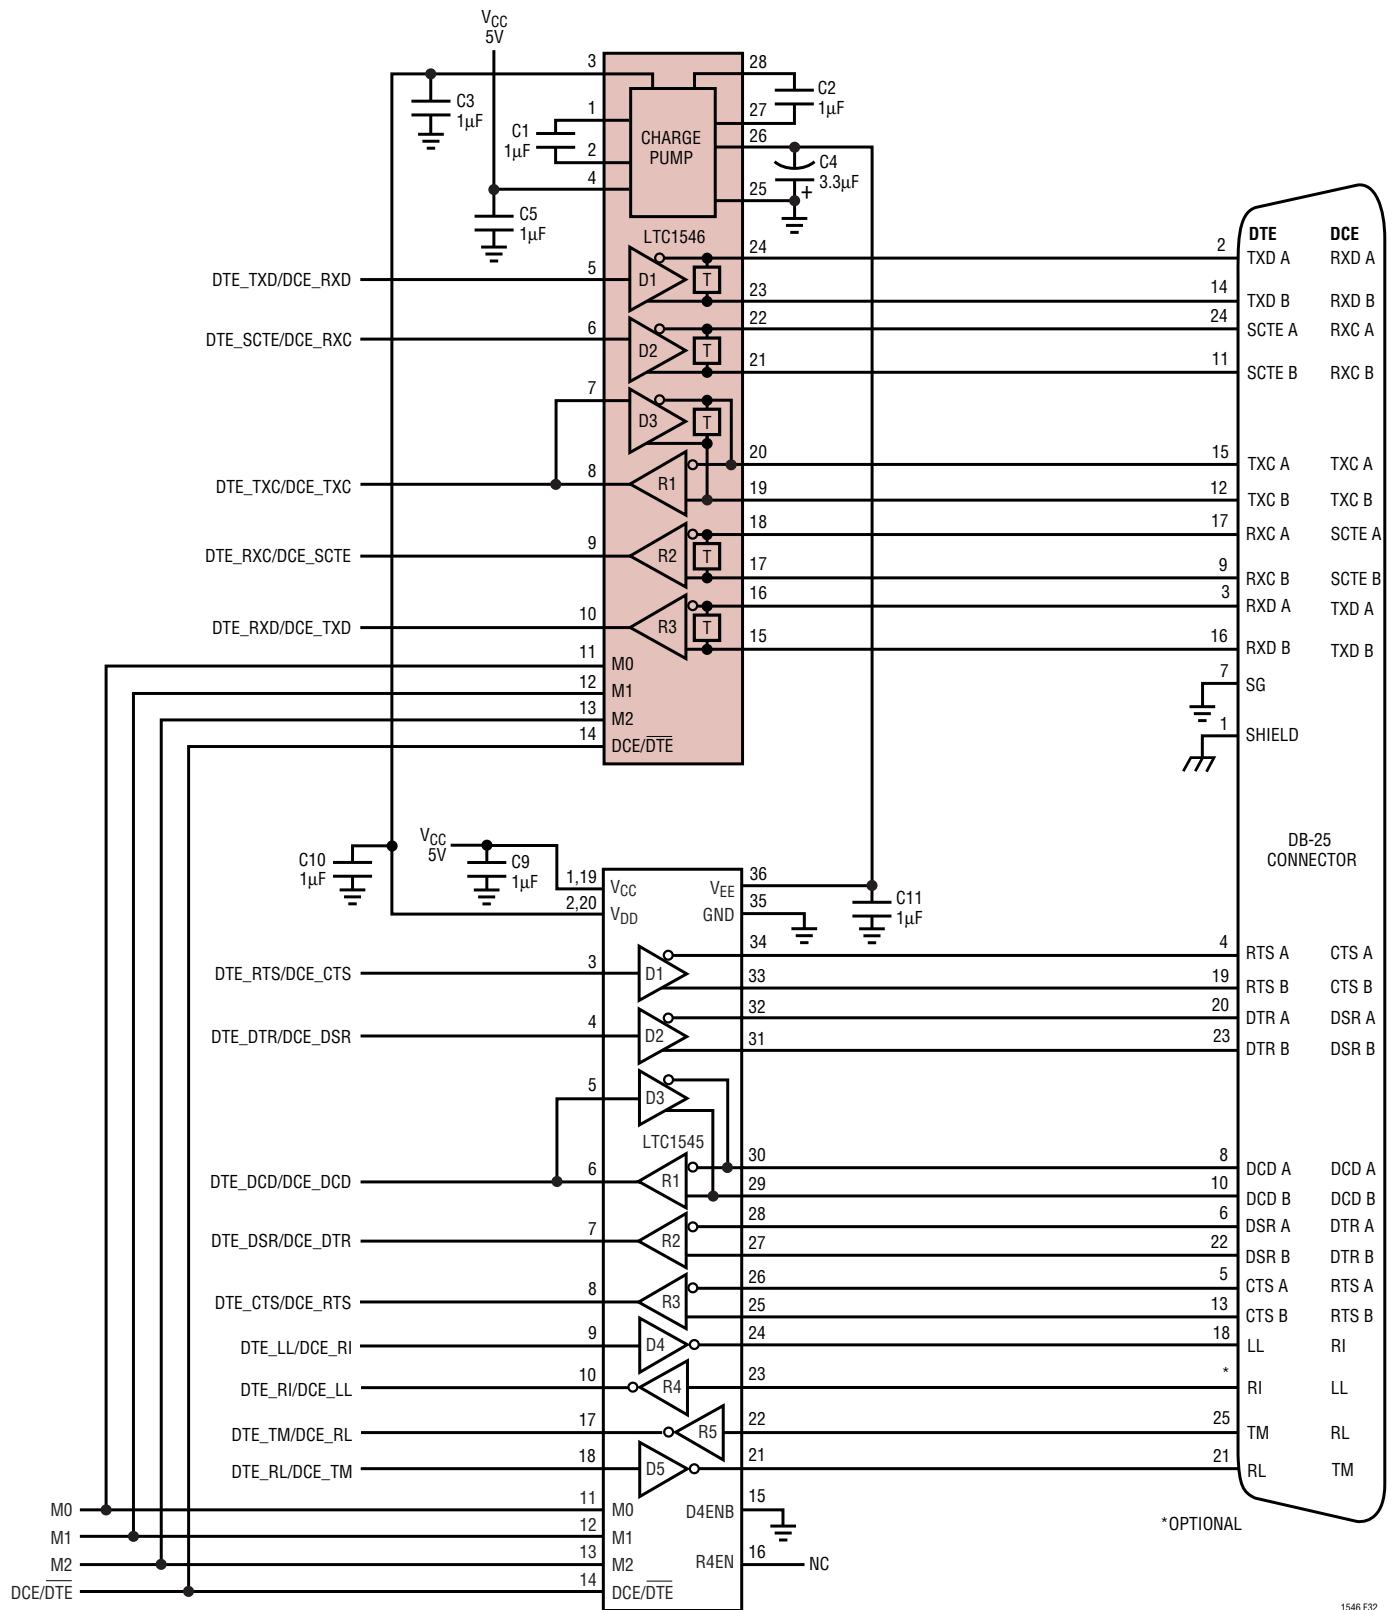 VCC
5V
3
28
C3
1µF
C2
1µF
1
27
C1
1µF
CHARGE
PUMP
26
2
C4
3.3µF
+
4
25
C5
1µF
LTC1546
DTE DCE
DTE_TXD/DCE_RXD 5 D1 T 24 2 TXD A RXD A
23 14 TXD B RXD B
DTE_SCTE/DCE_RXC 6 D2 T 22 24 SCTE A RXC A
21 11 SCTE B RXC B
7 D3 T
20 15 TXC A TXC A
DTE_TXC/DCE_TXC 8 R1
19 12 TXC B TXC B
18 17 RXC A SCTE A
DTE_RXC/DCE_SCTE 9 R2 T
17 9 RXC B SCTE B
16 3 RXD A TXD A
DTE_RXD/DCE_TXD 10 R3 T
15 16 RXD B TXD B
11 M0
7 SG
12 M1
13 M2
1 SHIELD
14 DCE/DTE
DB-25
CONNECTOR
VCC
5V
C10
1µF
C9
1µF
1,19 VCC
VEE 36
2,20 VDD
GND 35
C11
1µF
34 4 RTS A CTS A
DTE_RTS/DCE_CTS 3 D1
33 19 RTS B CTS B
32 20 DTR A DSR A
DTE_DTR/DCE_DSR 4 D2
31 23 DTR B DSR B
5 D3
LTC1545
30 8 DCD A DCD A
DTE_DCD/DCE_DCD 6 R1
29 10 DCD B DCD B
28 6 DSR A DTR A
DTE_DSR/DCE_DTR 7 R2
27 22 DSR B DTR B
26 5 CTS A RTS A
DTE_CTS/DCE_RTS 8 R3
25 13 CTS B RTS B
DTE_LL/DCE_RI 9 D4 24 18 LL RI
DTE_RI/DCE_LL 10 R4 23 * RI LL
DTE_TM/DCE_RL 17 R5 22 25 TM RL
DTE_RL/DCE_TM 18 D5 21 21 RL TM
M0 11 M0 D4ENB 15
*OPTIONAL
M1 12 M1
M2 13 M2 R4EN 16 NC
DCE/DTE 14 DCE/DTE
1546 F32